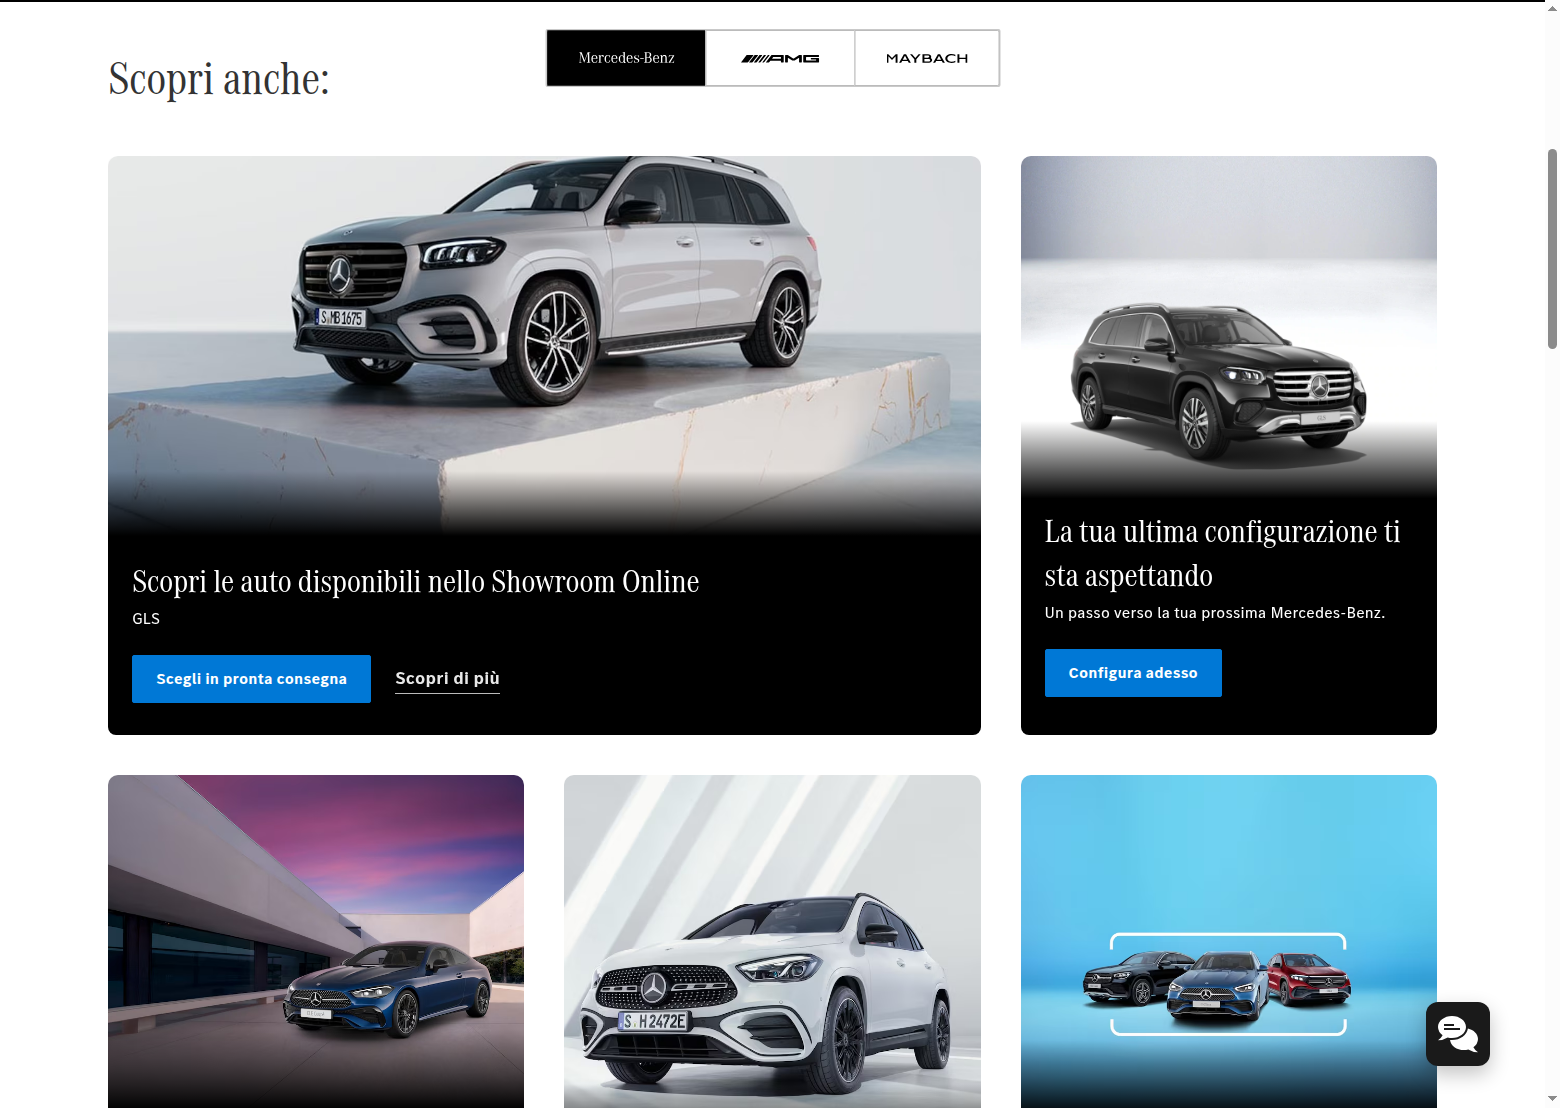 Mercedes-Benz
AMG
MAYBACH
Scopri anche:
S MB 1675
GLS
Scopri le auto disponibili nello Showroom Online
GLS
Scegli in pronta consegna
Scopri di più
La tua ultima configurazione ti
sta aspettando
Un passo verso la tua prossima Mercedes-Benz.
Configura adesso
S H 2472E